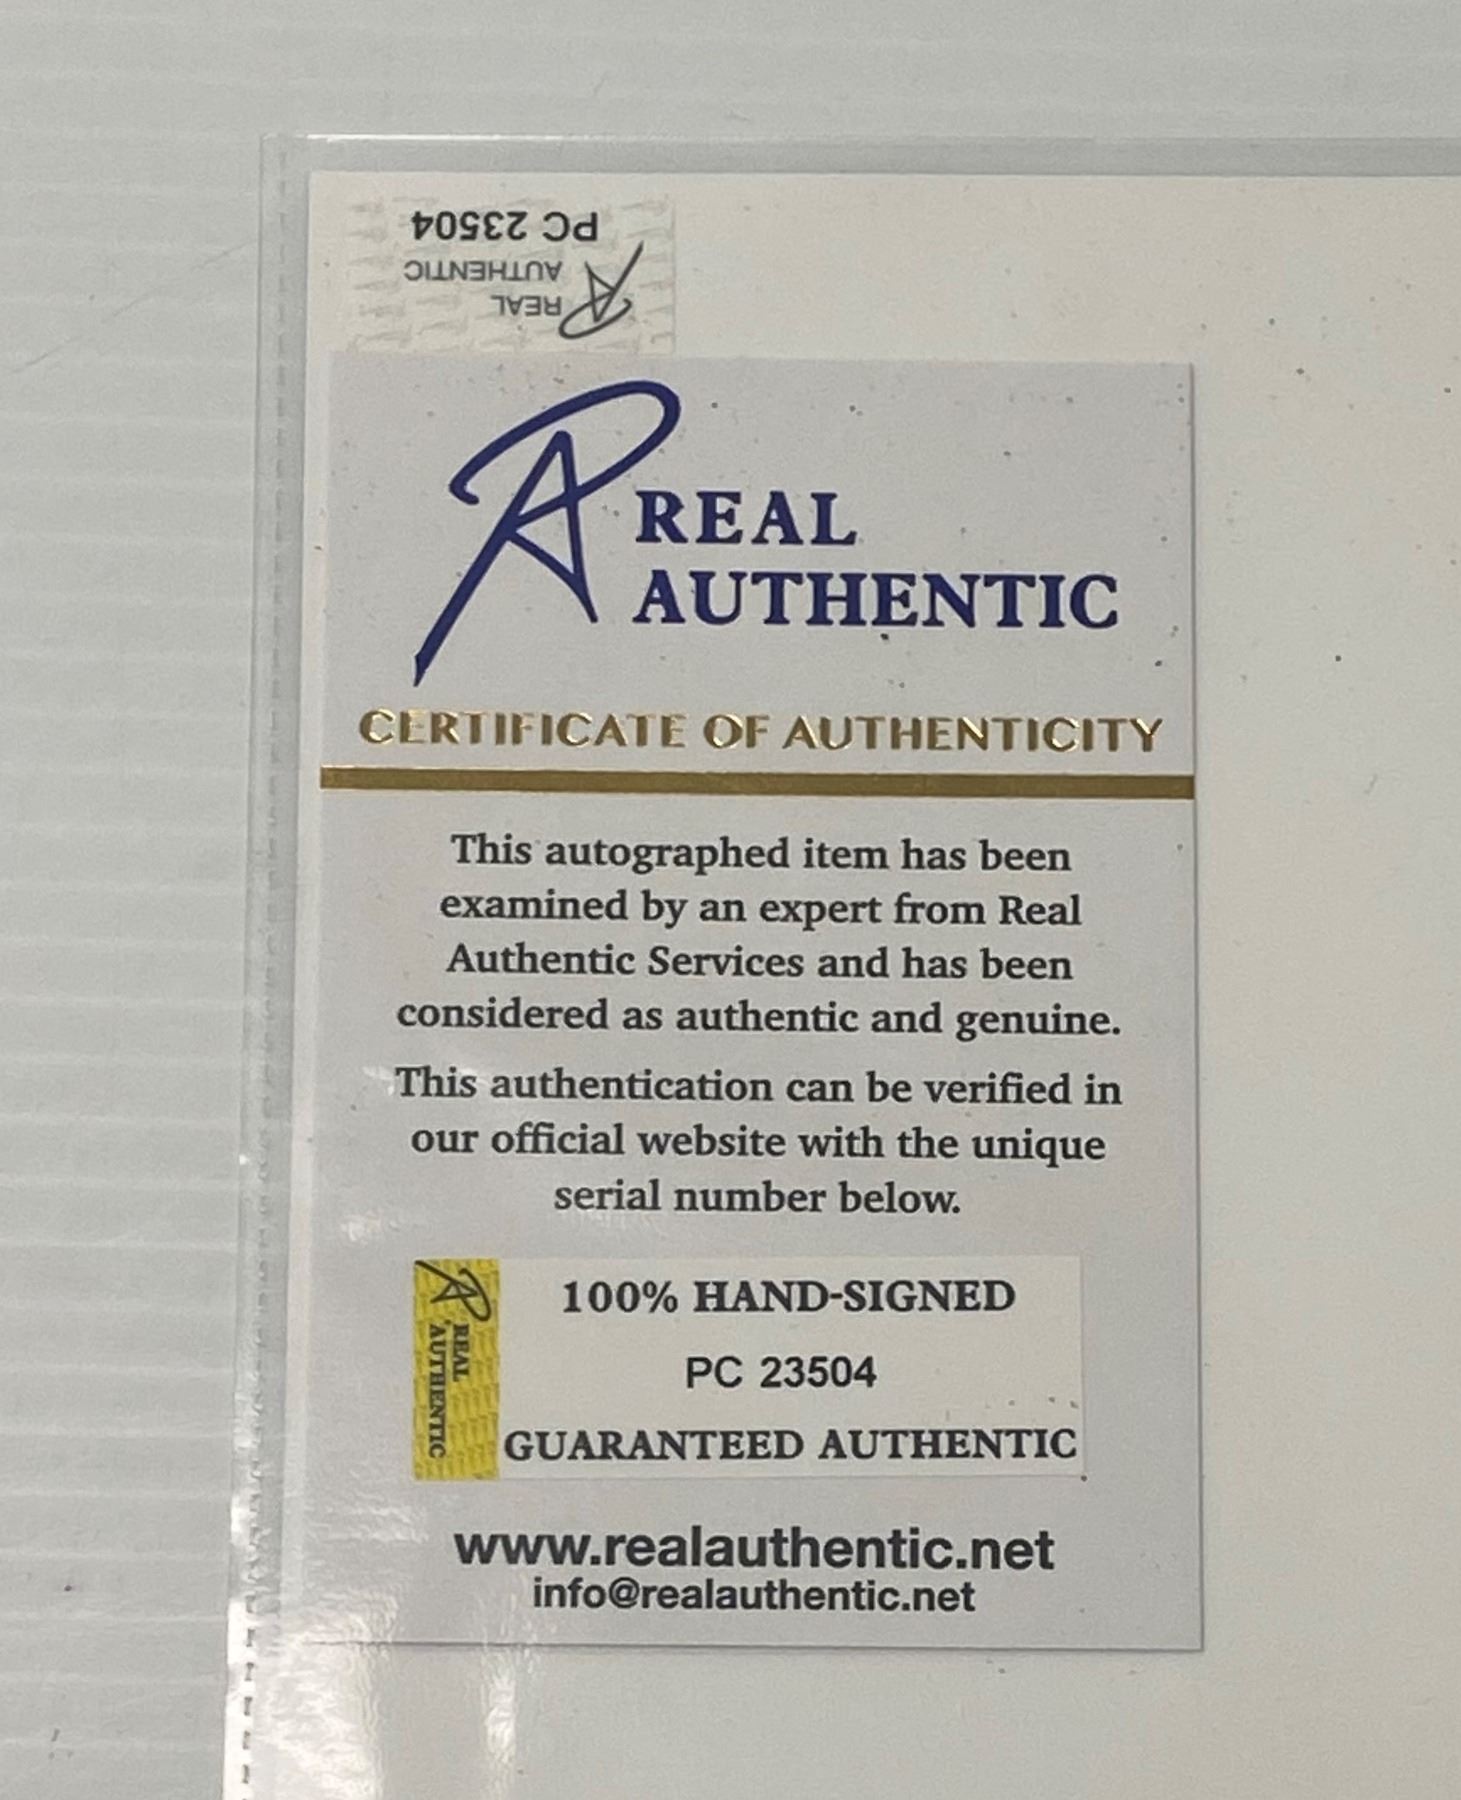 PC 23504
REAL
AUTHENTIC
REAL
AUTHENTIC
CERTIFICATE OF AUTHENTICITY
This autographed item has been
examined by an expert from Real
Authentic Services and has been
considered as authentic and genuine.
This authentication can be verified in
our official website with the unique
serial number below.
REAL
AUTHENTIC
100% HAND-SIGNED
PC 23504
GUARANTEED AUTHENTIC
www.realauthentic.net
info@realauthentic.net